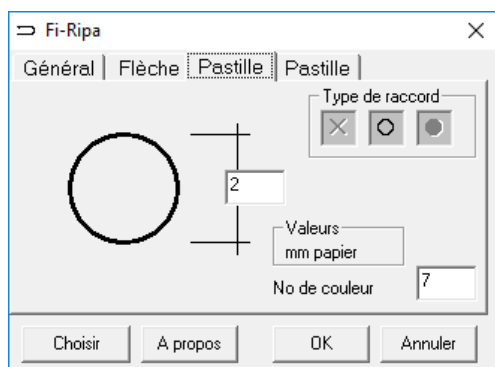 Fi-Ripa
Général Flèche Pastille Pastille
Type de raccord
2
Valeurs
mm papier
No de couleur 7
Choisir A propos OK Annuler